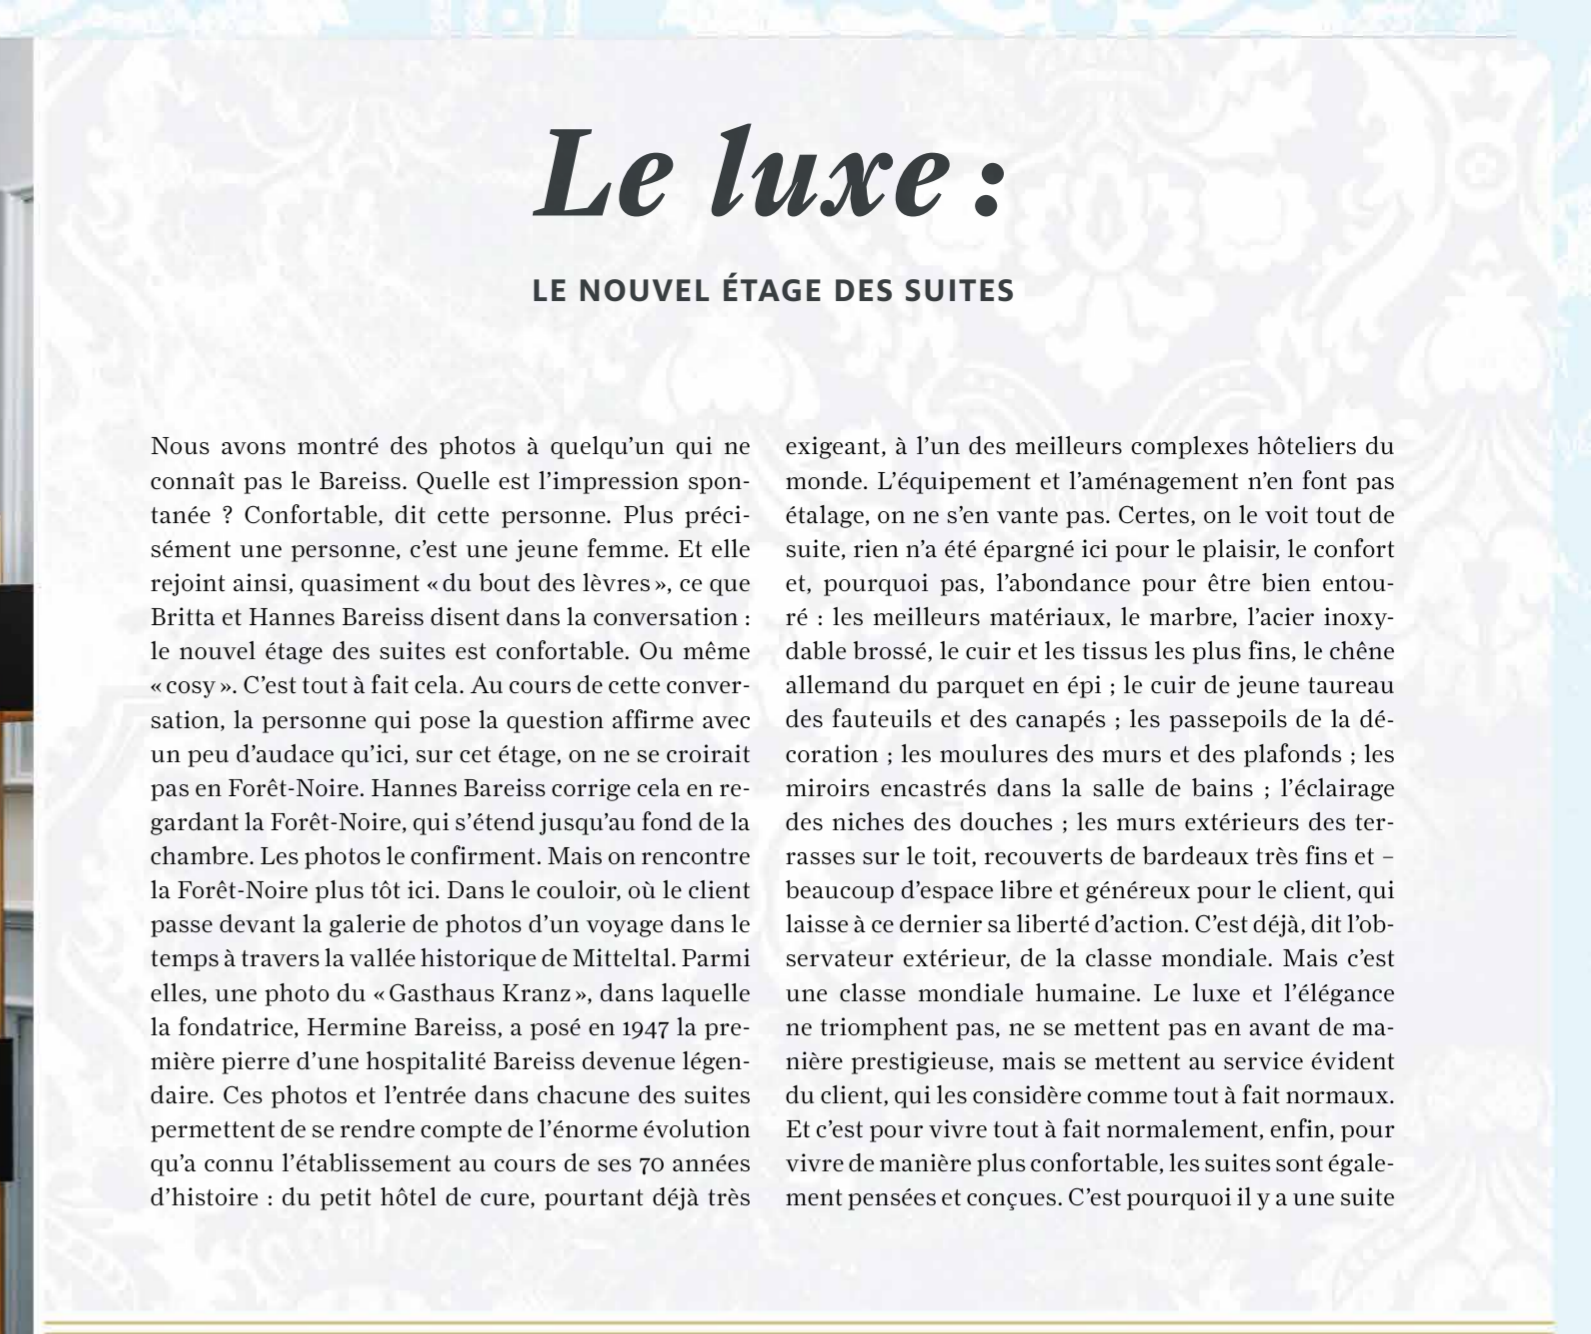 Le luxe :
LE NOUVEL ÉTAGE DES SUITES
Nous avons montré des photos à quelqu'un qui ne
connaît pas le Bareiss. Quelle est l'impression spon-
tanée ? Confortable, dit cette personne. Plus préci-
sément une personne, c'est une jeune femme. Et elle
rejoint ainsi, quasiment « du bout des lèvres », ce que
Britta et Hannes Bareiss disent dans la conversation :
le nouvel étage des suites est confortable. Ou même
« cosy ». C'est tout à fait cela. Au cours de cette conver-
sation, la personne qui pose la question affirme avec
un peu d'audace qu'ici, sur cet étage, on ne se croirait
pas en Forêt-Noire. Hannes Bareiss corrige cela en re-
gardant la Forêt-Noire, qui s'étend jusqu'au fond de la
chambre. Les photos le confirment. Mais on rencontre
la Forêt-Noire plus tôt ici. Dans le couloir, où le client
passe devant la galerie de photos d'un voyage dans le
temps à travers la vallée historique de Mitteltal. Parmi
elles, une photo du « Gasthaus Kranz », dans laquelle
la fondatrice, Hermine Bareiss, a posé en 1947 la pre-
mière pierre d'une hospitalité Bareiss devenue légen-
daire. Ces photos et l'entrée dans chacune des suites
permettent de se rendre compte de l'énorme évolution
qu'a connu l'établissement au cours de ses 70 années
d'histoire : du petit hôtel de cure, pourtant déjà très
exigeant, à l'un des meilleurs complexes hôteliers du
monde. L'équipement et l'aménagement n'en font pas
étalage, on ne s'en vante pas. Certes, on le voit tout de
suite, rien n'a été épargné ici pour le plaisir, le confort
et, pourquoi pas, l'abondance pour être bien entou-
ré : les meilleurs matériaux, le marbre, l'acier inoxy-
dable brossé, le cuir et les tissus les plus fins, le chêne
allemand du parquet en épi ; le cuir de jeune taureau
des fauteuils et des canapés ; les passepoils de la dé-
coration ; les moulures des murs et des plafonds ; les
miroirs encastrés dans la salle de bains ; l'éclairage
des niches des douches ; les murs extérieurs des ter-
rasses sur le toit, recouverts de bardeaux très fins et –
beaucoup d'espace libre et généreux pour le client, qui
laisse à ce dernier sa liberté d'action. C'est déjà, dit l'ob-
servateur extérieur, de la classe mondiale. Mais c'est
une classe mondiale humaine. Le luxe et l'élégance
ne triomphent pas, ne se mettent pas en avant de ma-
nière prestigieuse, mais se mettent au service évident
du client, qui les considère comme tout à fait normaux.
Et c'est pour vivre tout à fait normalement, enfin, pour
vivre de manière plus confortable, les suites sont égale-
ment pensées et conçues. C'est pourquoi il y a une suite